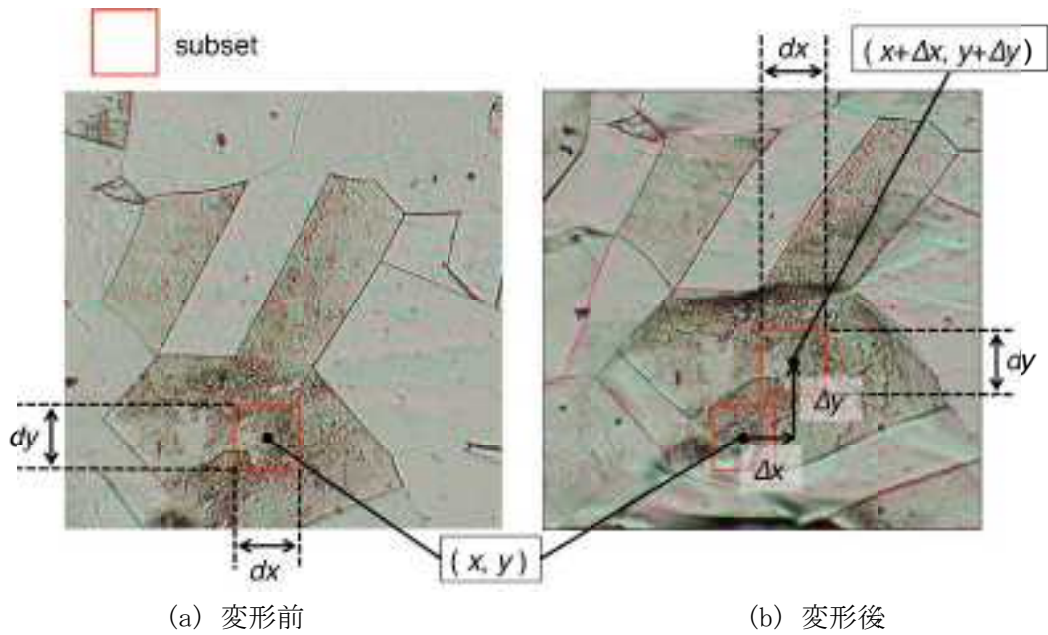 subset
dx
(x+Δx, y+Δy)
dy
dy
Δy
Δx
dx
(x, y)
(a) 変形前
(b) 変形後